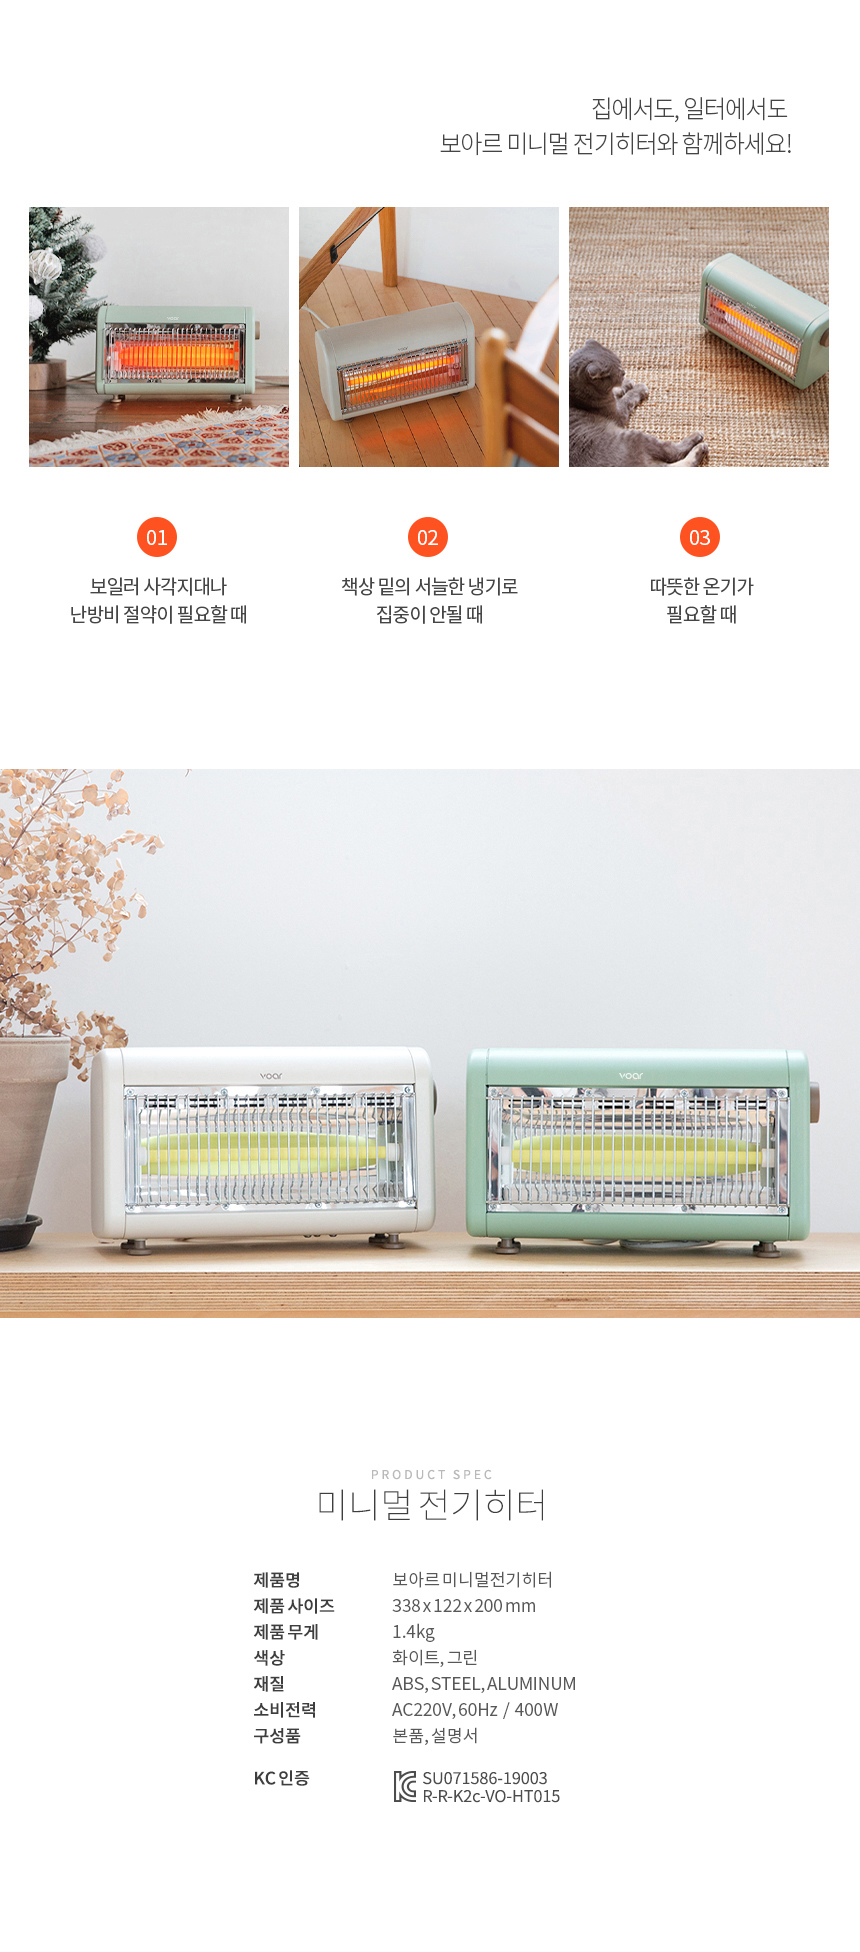 집에서도, 일터에서도
보아르 미니멀 전기히터와 함께하세요!
01
보일러 사각지대나
난방비 절약이 필요할 때
02
책상 밑의 서늘한 냉기로
집중이 안될 때
03
따뜻한 온기가
필요할 때
voar
voar
PRODUCT SPEC
미니멀 전기히터
제품명 보아르 미니멀전기히터
제품 사이즈 338 x 122 x 200 mm
제품 무게 1.4kg
색상 화이트, 그린
재질 ABS, STEEL, ALUMINUM
소비전력 AC220V, 60Hz / 400W
구성품 본품, 설명서
KC 인증 SU071586-19003
R-R-K2c-VO-HT015